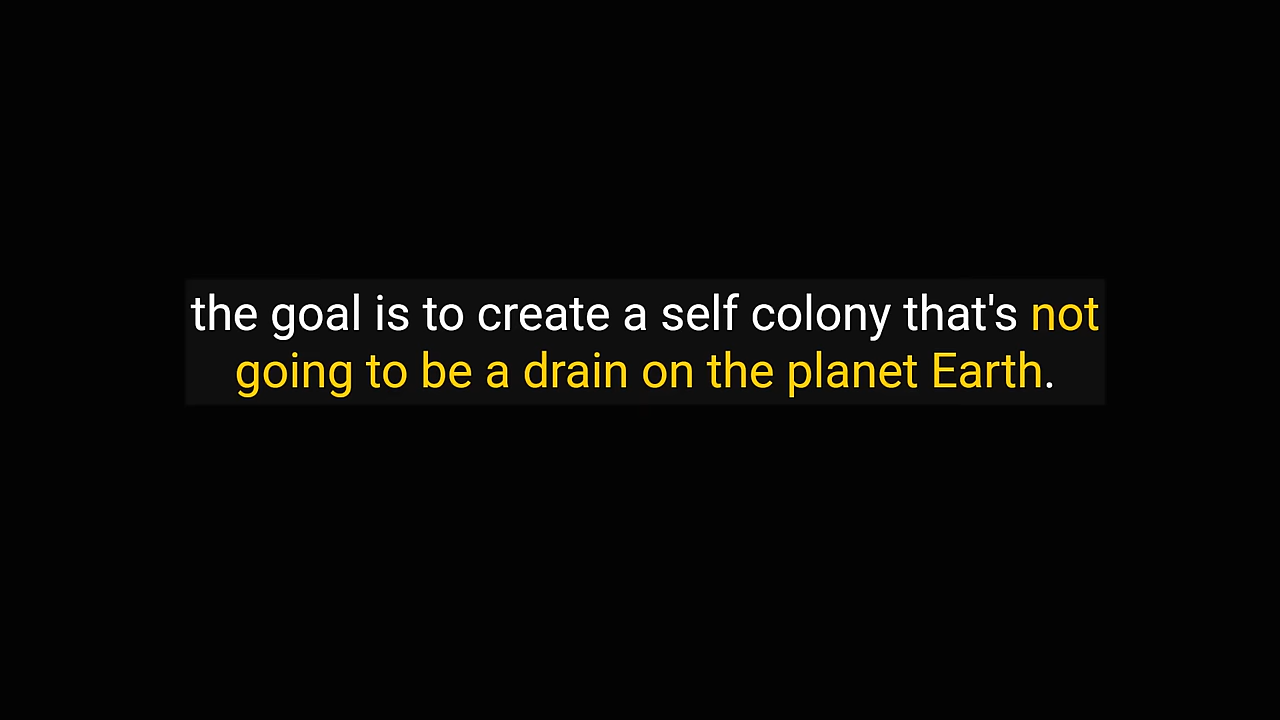 the goal is to create a self colony that's not
going to be a drain on the planet Earth.